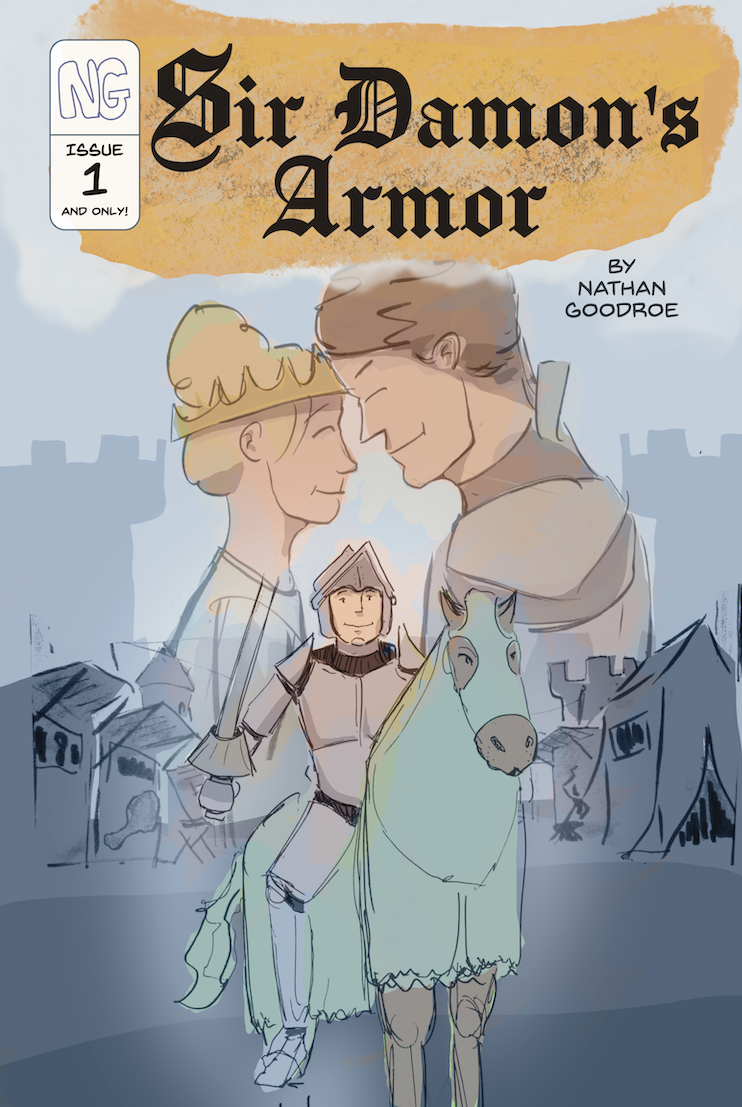 NG
ISSUE
1
AND ONLY!
Sir Damon's
Armor
BY
NATHAN
GOODROE